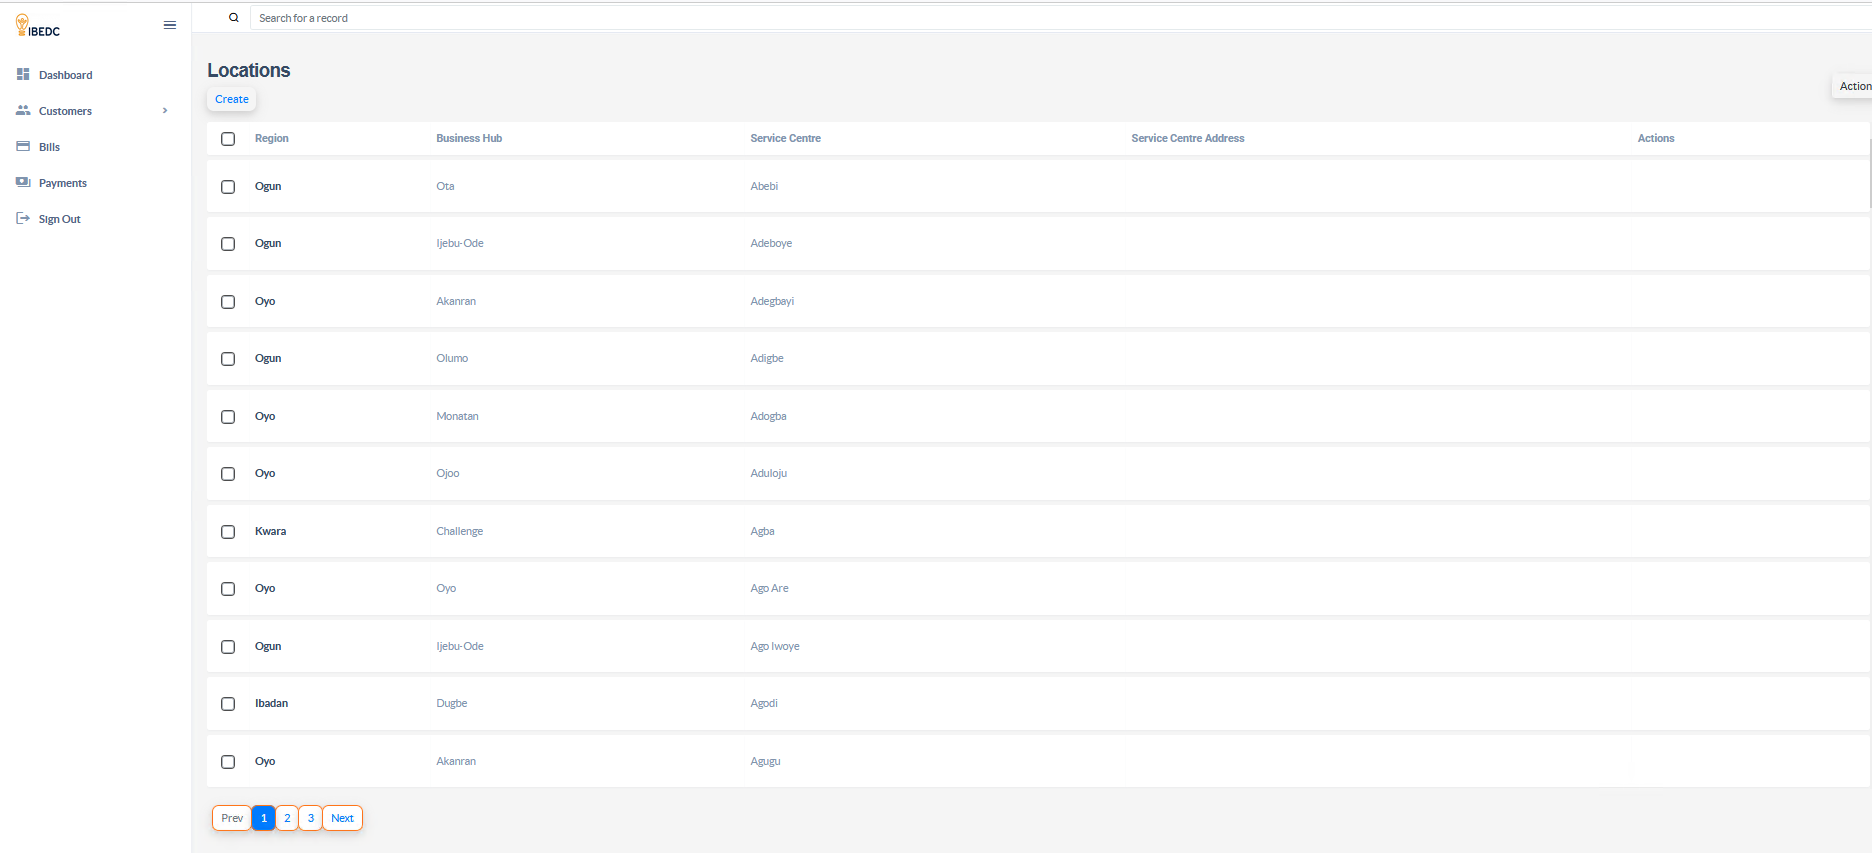 IBEDC
Search for a record
Dashboard
Customers
Bills
Payments
Sign Out
Locations
Create
Action
Region Business Hub Service Centre Service Centre Address Actions
Ogun Ota Abebi
Ogun Ijebu-Ode Adeboye
Oyo Akanran Adegbayi
Ogun Olumo Adigbe
Oyo Monatan Adogba
Oyo Ojoo Aduloju
Kwara Challenge Agba
Oyo Oyo Ago Are
Ogun Ijebu-Ode Ago Iwoye
Ibadan Dugbe Agodi
Oyo Akanran Agugu
Prev 1 2 3 Next